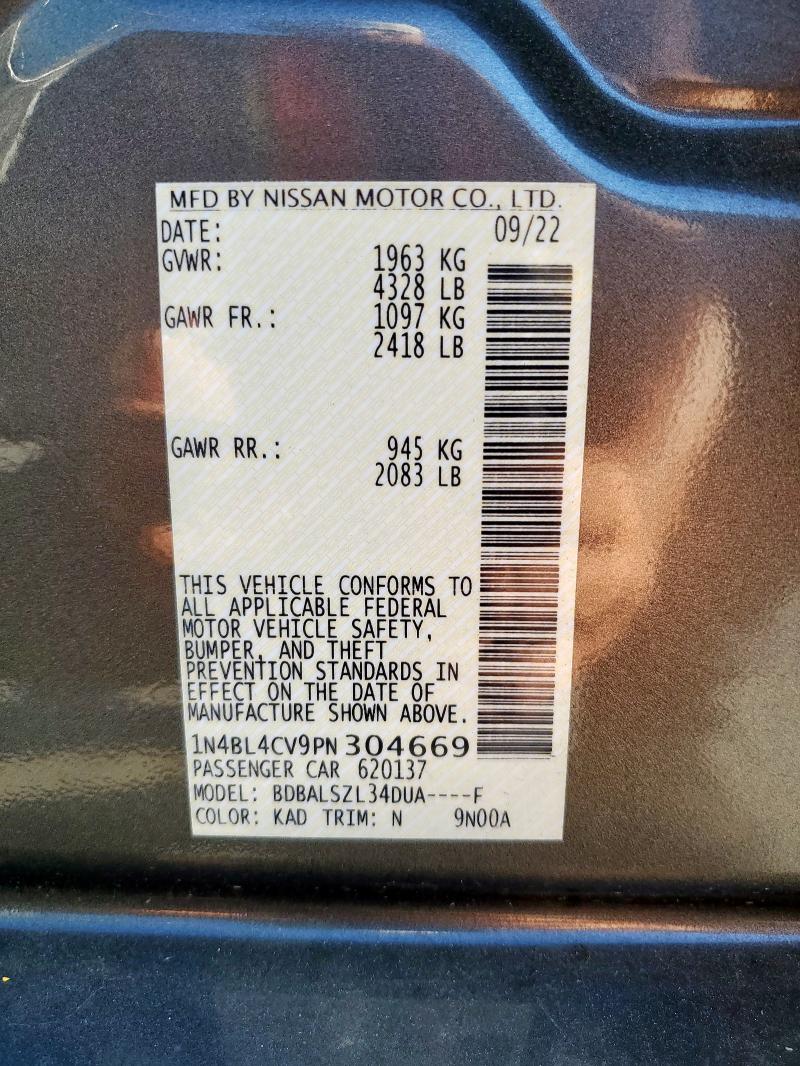 MFD BY NISSAN MOTOR CO., LTD.
DATE: 09/22
GVWR: 1963 KG
4328 LB
GAWR FR.: 1097 KG
2418 LB
GAWR RR.: 945 KG
2083 LB
THIS VEHICLE CONFORMS TO
ALL APPLICABLE FEDERAL
MOTOR VEHICLE SAFETY,
BUMPER, AND THEFT
PREVENTION STANDARDS IN
EFFECT ON THE DATE OF
MANUFACTURE SHOWN ABOVE.
1N4BL4CV9PN304669
PASSENGER CAR 620137
MODEL: BDBALSZL34DUA----F
COLOR: KAD TRIM: N 9N00A